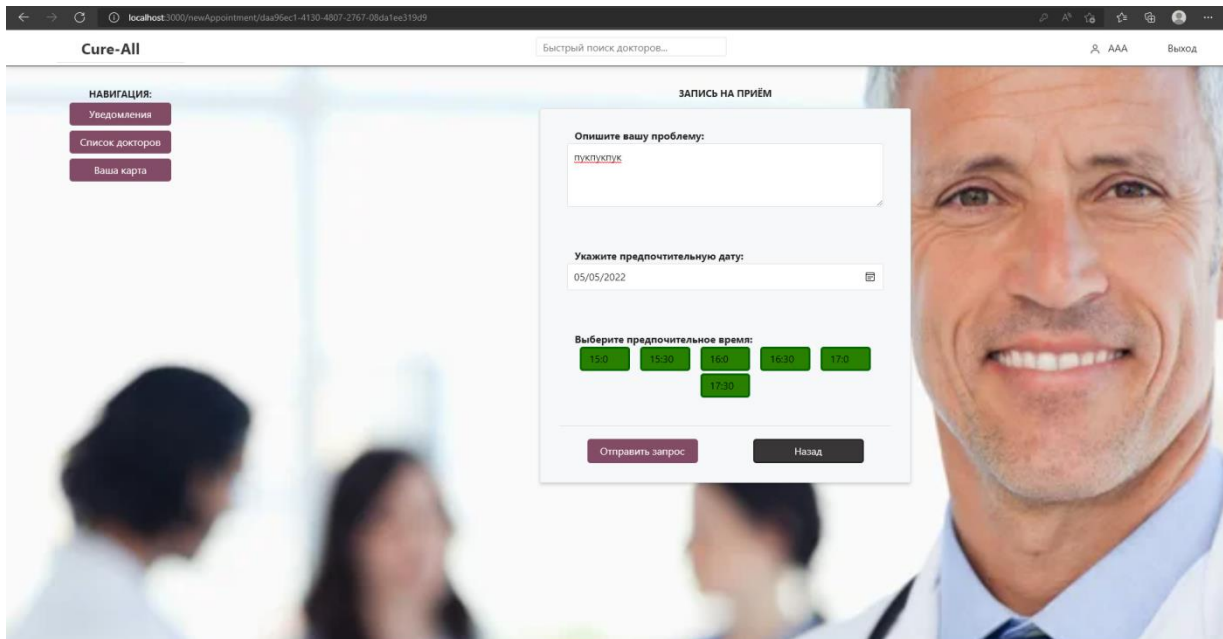 localhost:3000/newAppointment/daa96ec1-4130-4807-2767-08da1ee319d9
Cure-All
Быстрый поиск докторов...
ААА
Выход
НАВИГАЦИЯ:
Уведомления
Список докторов
Ваша карта
ЗАПИСЬ НА ПРИЁМ
Опишите вашу проблему:
пукпукпук
Укажите предпочтительную дату:
05/05/2022
Выберите предпочительное время:
15:0 15:30 16:0 16:30 17:0
17:30
Отправить запрос Назад